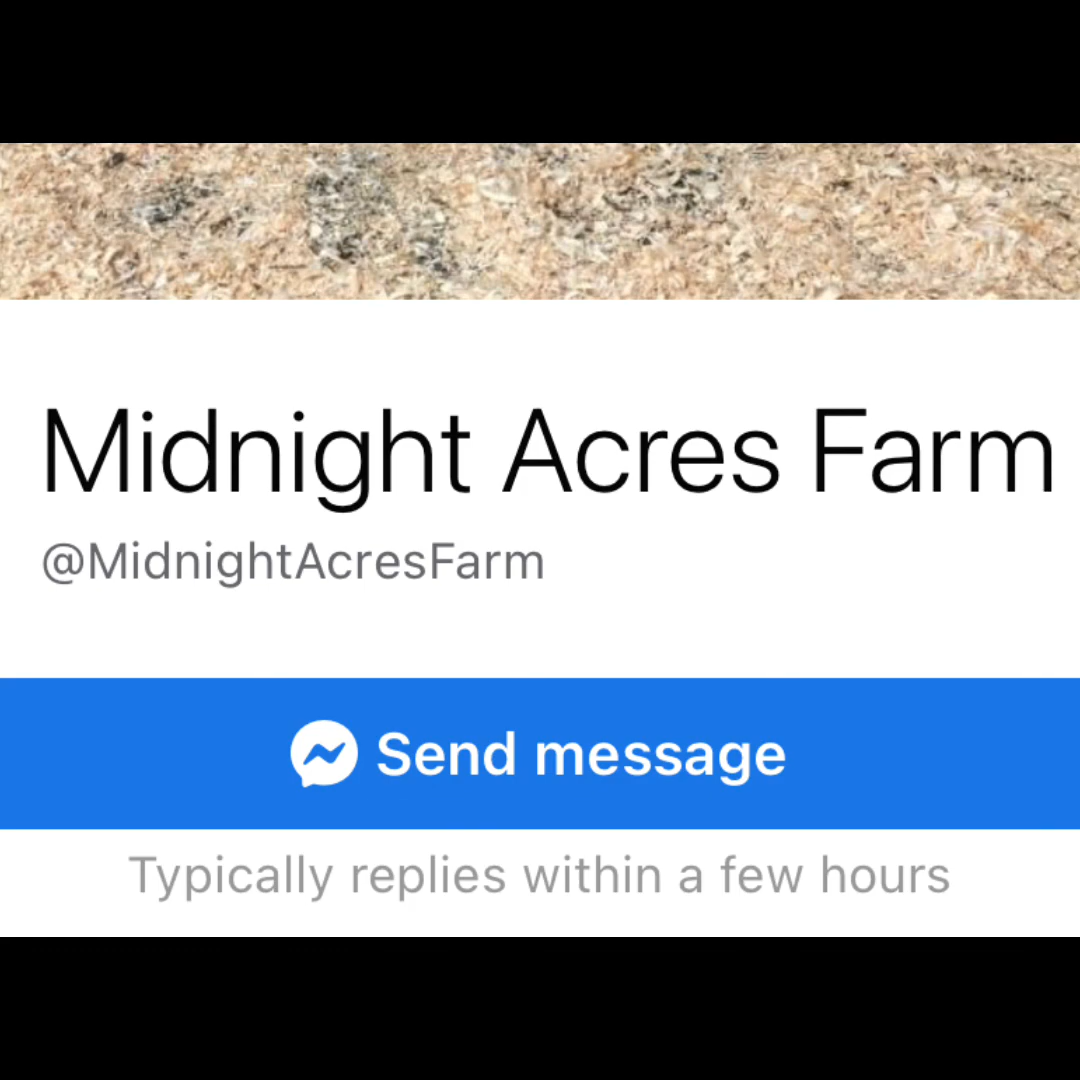 Midnight Acres Farm
@MidnightAcresFarm
Send message
Typically replies within a few hours